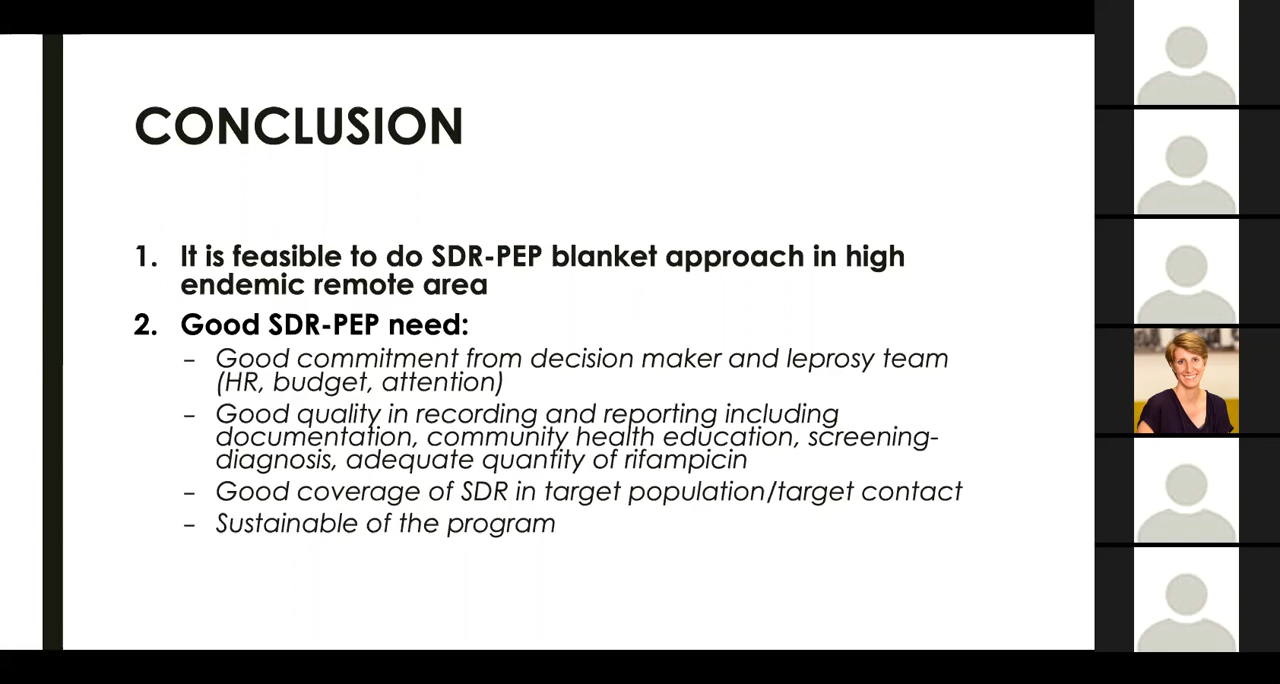 CONCLUSION
1. It is feasible to do SDR-PEP blanket approach in high
endemic remote area
2. Good SDR-PEP need:
– Good commitment from decision maker and leprosy team
(HR, budget, attention)
– Good quality in recording and reporting including
documentation, community health education, screening-
diagnosis, adequate quantity of rifampicin
– Good coverage of SDR in target population/target contact
– Sustainable of the program